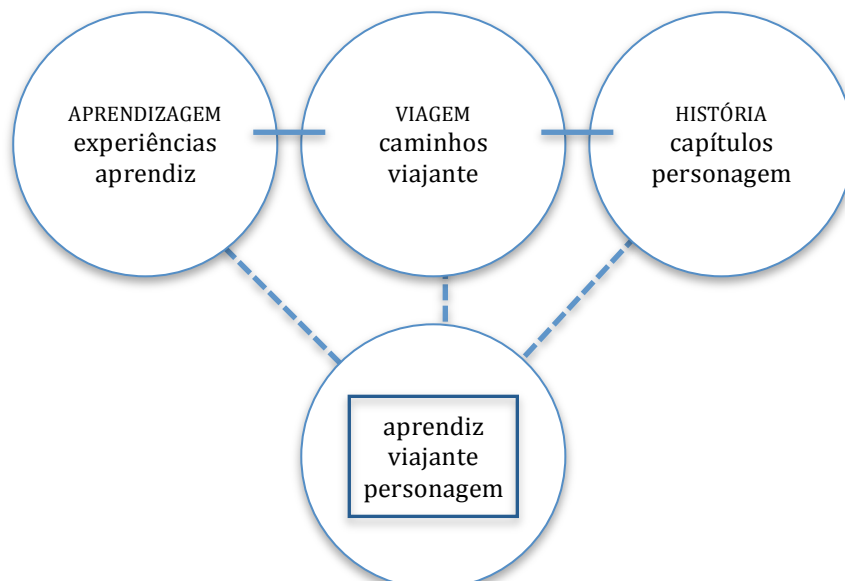 APRENDIZAGEM
experiências
aprendiz
VIAGEM
caminhos
viajante
HISTÓRIA
capítulos
personagem
aprendiz
viajante
personagem